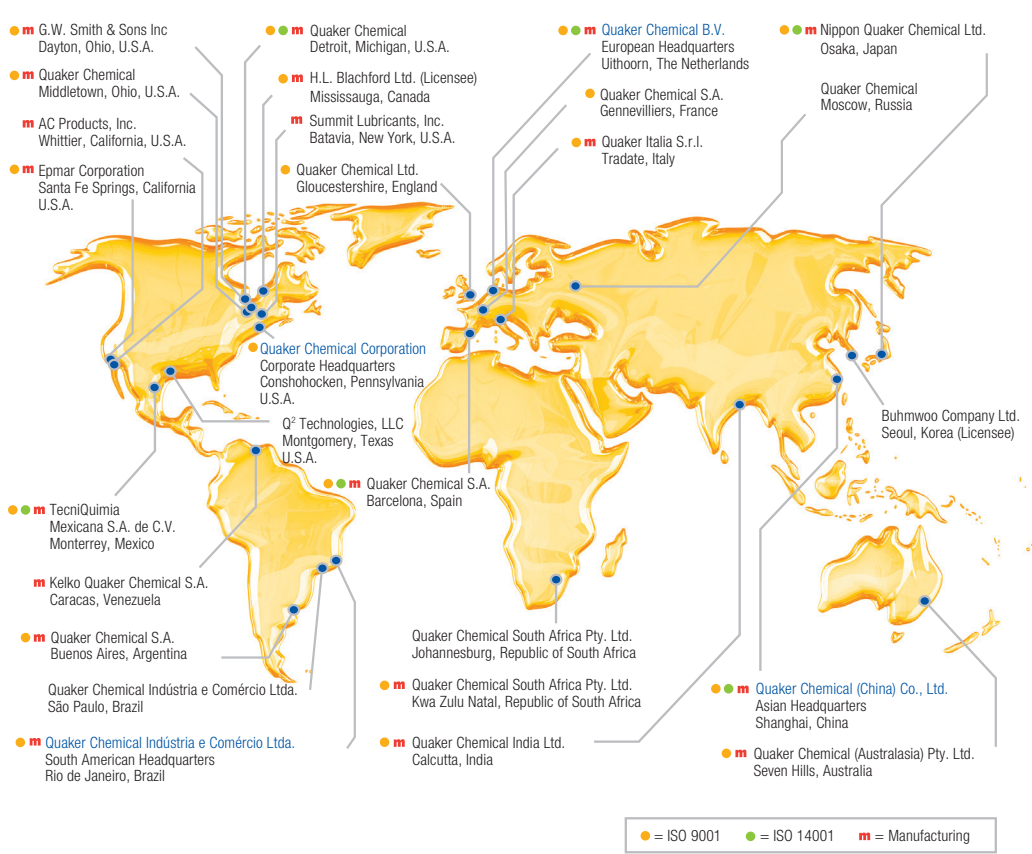 m G.W. Smith & Sons Inc
Dayton, Ohio, U.S.A.
m Quaker Chemical
Middletown, Ohio, U.S.A.
m AC Products, Inc.
Whittier, California, U.S.A.
m Epmar Corporation
Santa Fe Springs, California
U.S.A.
m Quaker Chemical
Detroit, Michigan, U.S.A.
m H.L. Blachford Ltd. (Licensee)
Mississauga, Canada
m Summit Lubricants, Inc.
Batavia, New York, U.S.A.
Quaker Chemical Ltd.
Gloucestershire, England
m Quaker Chemical B.V.
European Headquarters
Uithoorn, The Netherlands
Quaker Chemical S.A.
Gennevilliers, France
m Quaker Italia S.r.l.
Tradate, Italy
m Nippon Quaker Chemical Ltd.
Osaka, Japan
Quaker Chemical
Moscow, Russia
Quaker Chemical Corporation
Corporate Headquarters
Conshohocken, Pennsylvania
U.S.A.
Q² Technologies, LLC
Montgomery, Texas
U.S.A.
m Quaker Chemical S.A.
Barcelona, Spain
Buhmwoo Company Ltd.
Seoul, Korea (Licensee)
m TecniQuimia
Mexicana S.A. de C.V.
Monterrey, Mexico
m Kelko Quaker Chemical S.A.
Caracas, Venezuela
m Quaker Chemical S.A.
Buenos Aires, Argentina
Quaker Chemical Indústria e Comércio Ltda.
São Paulo, Brazil
m Quaker Chemical Indústria e Comércio Ltda.
South American Headquarters
Rio de Janeiro, Brazil
Quaker Chemical South Africa Pty. Ltd.
Johannesburg, Republic of South Africa
m Quaker Chemical South Africa Pty. Ltd.
Kwa Zulu Natal, Republic of South Africa
m Quaker Chemical India Ltd.
Calcutta, India
m Quaker Chemical (China) Co., Ltd.
Asian Headquarters
Shanghai, China
m Quaker Chemical (Australasia) Pty. Ltd.
Seven Hills, Australia
= ISO 9001 = ISO 14001 m = Manufacturing